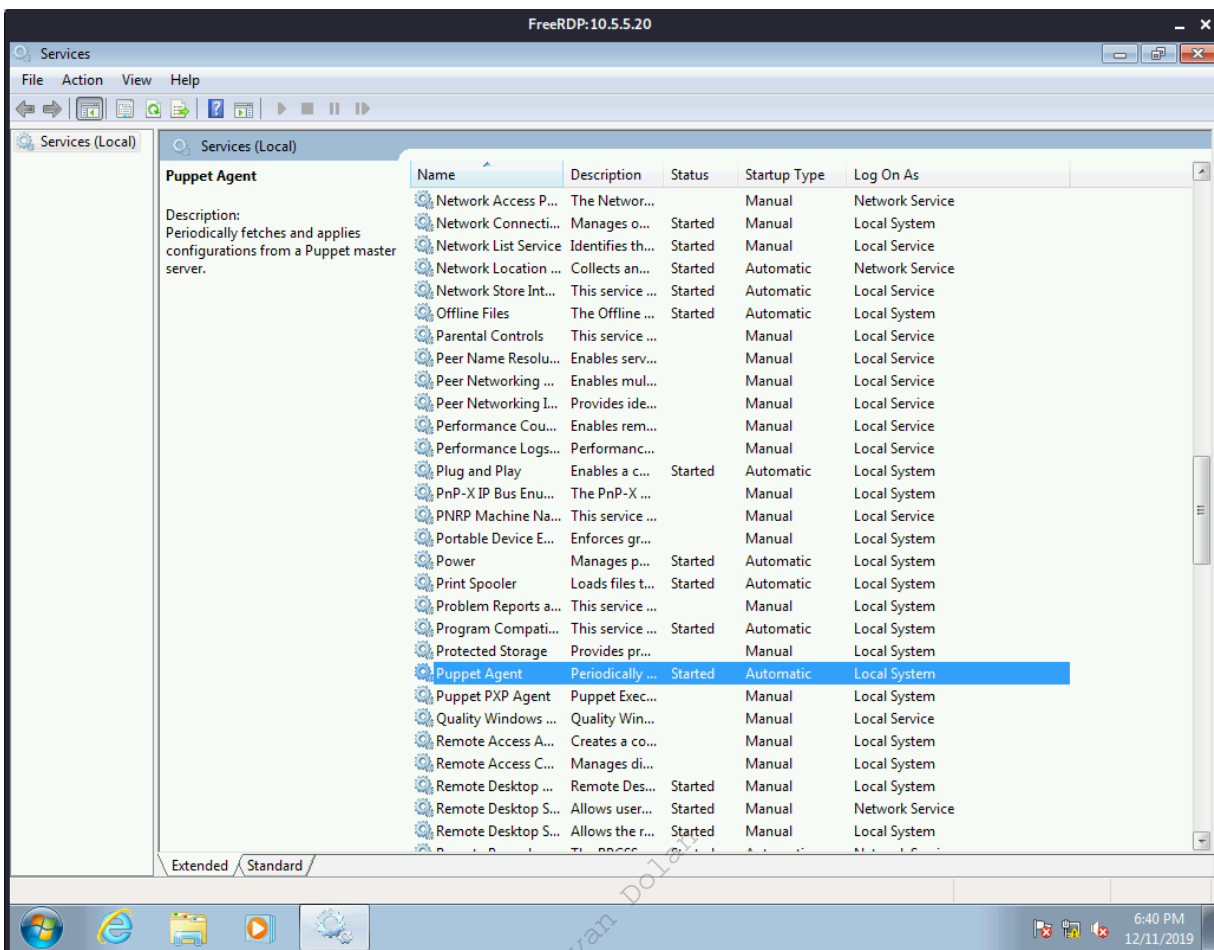 FreeRDP:10.5.5.20
Services
File Action View Help
Services (Local)
Services (Local)
Puppet Agent
Description:
Periodically fetches and applies
configurations from a Puppet master
server.
Name Description Status Startup Type Log On As
Network Access P... The Networ... Manual Network Service
Network Connecti... Manages o... Started Manual Local System
Network List Service Identifies th... Started Manual Local Service
Network Location ... Collects an... Started Automatic Network Service
Network Store Int... This service ... Started Automatic Local Service
Offline Files The Offline ... Started Automatic Local System
Parental Controls This service ... Manual Local Service
Peer Name Resolu... Enables serv... Manual Local Service
Peer Networking ... Enables mul... Manual Local Service
Peer Networking I... Provides ide... Manual Local Service
Performance Cou... Enables rem... Manual Local Service
Performance Logs... Performanc... Manual Local Service
Plug and Play Enables a c... Started Automatic Local System
PnP-X IP Bus Enu... The PnP-X ... Manual Local System
PNRP Machine Na... This service ... Manual Local Service
Portable Device E... Enforces gr... Manual Local System
Power Manages p... Started Automatic Local System
Print Spooler Loads files t... Started Automatic Local System
Problem Reports a... This service ... Manual Local System
Program Compati... This service ... Started Automatic Local System
Protected Storage Provides pr... Manual Local System
Puppet Agent Periodically ... Started Automatic Local System
Puppet PXP Agent Puppet Exec... Manual Local System
Quality Windows ... Quality Win... Manual Local Service
Remote Access A... Creates a co... Manual Local System
Remote Access C... Manages di... Manual Local System
Remote Desktop ... Remote Des... Started Manual Local System
Remote Desktop S... Allows user... Started Manual Network Service
Remote Desktop S... Allows the r... Started Manual Local System
Extended Standard
Dolan
6:40 PM
12/11/2019